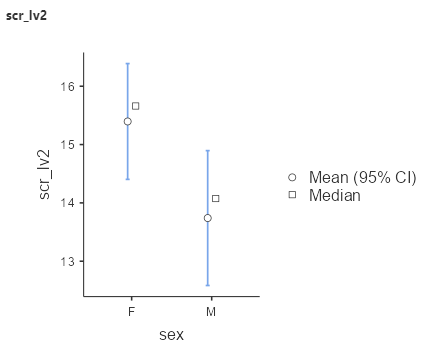 scr_lv2
16
15
14
13
scr_lv2
F
M
sex
Mean (95% CI)
Median